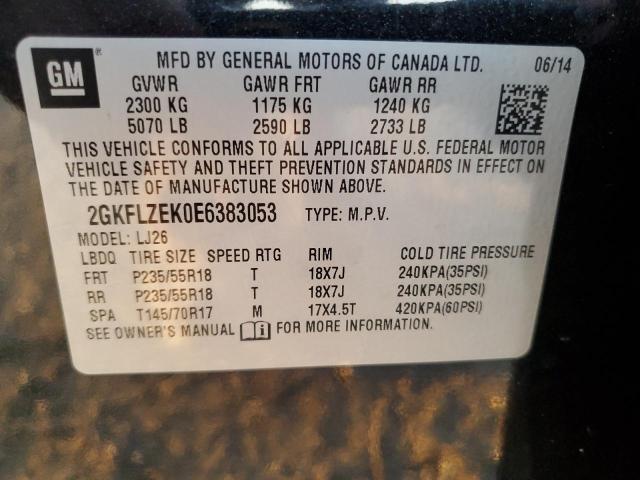 GM ®
MFD BY GENERAL MOTORS OF CANADA LTD. 06/14
GVWR GAWR FRT GAWR RR
2300 KG 1175 KG 1240 KG
5070 LB 2590 LB 2733 LB
THIS VEHICLE CONFORMS TO ALL APPLICABLE U.S. FEDERAL MOTOR
VEHICLE SAFETY AND THEFT PREVENTION STANDARDS IN EFFECT ON
THE DATE OF MANUFACTURE SHOWN ABOVE.
2GKFLZEK0E6383053 TYPE: M.P.V.
MODEL: LJ26
LBDQ TIRE SIZE SPEED RTG RIM COLD TIRE PRESSURE
FRT P235/55R18 T 18X7J 240KPA(35PSI)
RR P235/55R18 T 18X7J 240KPA(35PSI)
SPA T145/70R17 M 17X4.5T 420KPA(60PSI)
SEE OWNER'S MANUAL i FOR MORE INFORMATION.